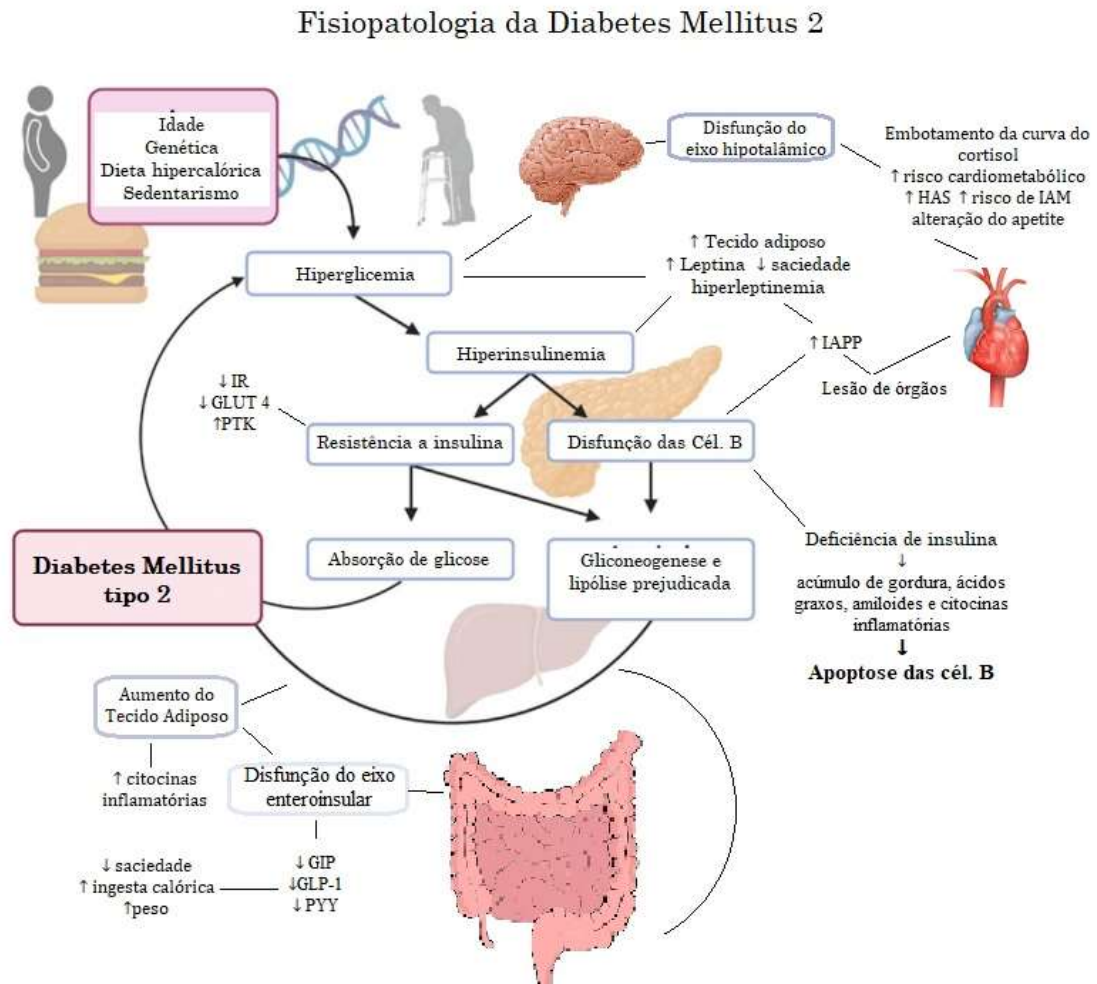 Fisiopatologia da Diabetes Mellitus 2
Idade
Genética
Dieta hipercalórica
Sedentarismo
Disfunção do
eixo hipotalâmico
Embotamento da curva do
cortisol
↑ risco cardiometabólico
↑ HAS ↑ risco de IAM
alteração do apetite
Hiperglicemia
↑ Tecido adiposo
↑ Leptina ↓ saciedade
hiperleptinemia
Hiperinsulinemia
↑ IAPP
Lesão de órgãos
↓ IR
↓ GLUT 4
↑PTK
Resistência a insulina
Disfunção das Cél. B
Absorção de glicose
Gliconeogenese e
lipólise prejudicada
Deficiência de insulina
↓
acúmulo de gordura, ácidos
graxos, amiloides e citocinas
inflamatórias
↓
Apoptose das cél. B
Diabetes Mellitus
tipo 2
Aumento do
Tecido Adiposo
↑ citocinas
inflamatórias
Disfunção do eixo
enteroinsular
↓ saciedade
↑ ingesta calórica
↑peso
↓ GIP
↓GLP-1
↓ PYY